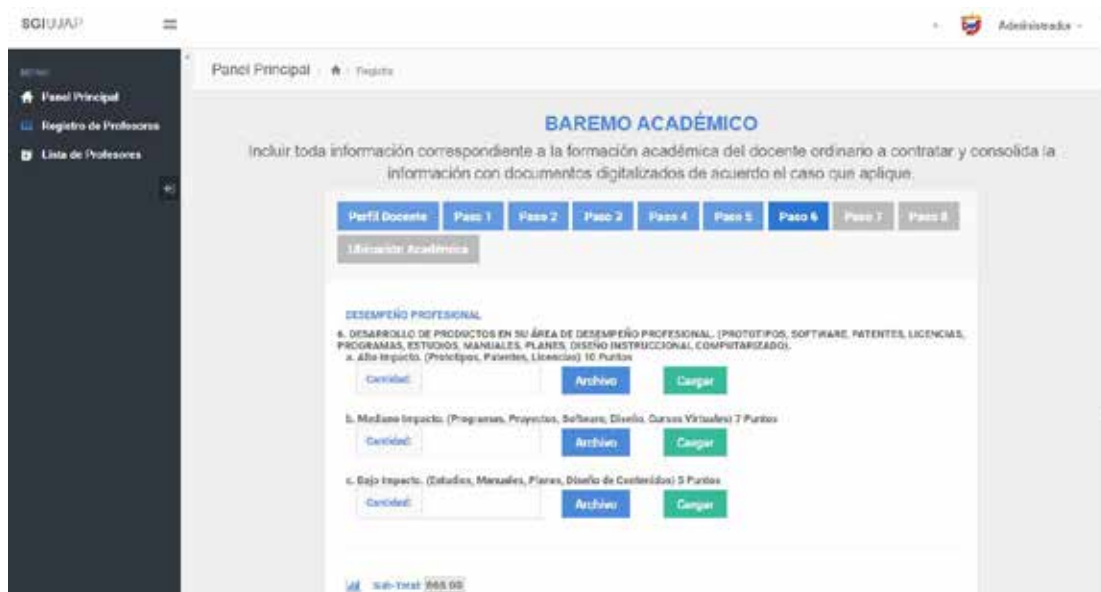 SGIUJAP
Administrador
MENU
Panel Principal
Registro de Profesores
Lista de Profesores
Panel Principal / Registro
BAREMO ACADÉMICO
Incluir toda información correspondiente a la formación académica del docente ordinario a contratar y consolida la
información con documentos digitalizados de acuerdo el caso que aplique.
Perfil Docente Paso 1 Paso 2 Paso 3 Paso 4 Paso 5 Paso 6 Paso 7 Paso 8
Ubicación Académica
DESEMPEÑO PROFESIONAL
6. DESARROLLO DE PRODUCTOS EN SU ÁREA DE DESEMPEÑO PROFESIONAL. (PROTOTIPOS, SOFTWARE, PATENTES, LICENCIAS,
PROGRAMAS, ESTUDIOS, MANUALES, PLANES, DISEÑO INSTRUCCIONAL COMPUTARIZADO).
a. Alto Impacto. (Prototipos, Patentes, Licencias) 10 Puntos
Cantidad: Archivo Cargar
b. Mediano Impacto. (Programas, Proyectos, Software, Diseño, Cursos Virtuales) 7 Puntos
Cantidad: Archivo Cargar
c. Bajo Impacto. (Estudios, Manuales, Planes, Diseño de Contenidos) 5 Puntos
Cantidad: Archivo Cargar
Sub-Total: